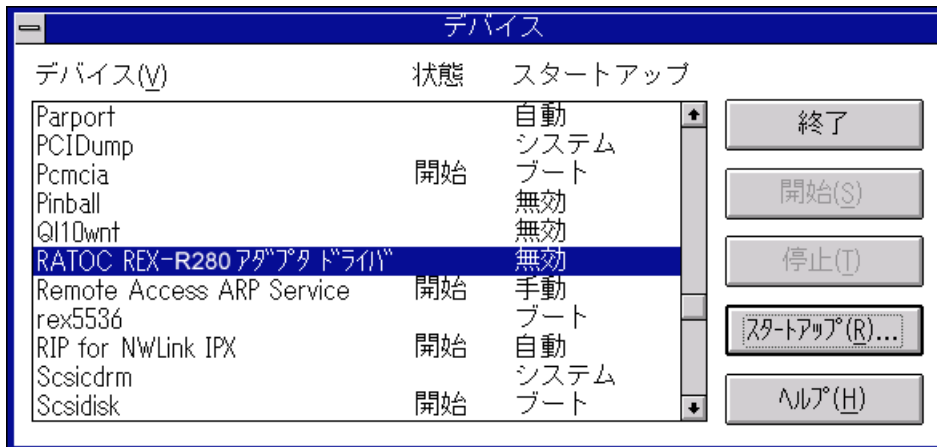 デバイス
デバイス(V) 状態 スタートアップ
Parport 自動
PCIDump システム
Pcmcia 開始 ブート
Pinball 無効
Ql10wnt 無効
RATOC REX-R280 ｱﾀﾞﾌﾟﾀ ﾄﾞﾗｲﾊﾞ 無効
Remote Access ARP Service 開始 手動
rex5536 ブート
RIP for NWLink IPX 開始 自動
Scsicdrm システム
Scsidisk 開始 ブート
終了
開始(S)
停止(T)
ｽﾀｰﾄｱｯﾌﾟ(R)...
ﾍﾙﾌﾟ(H)